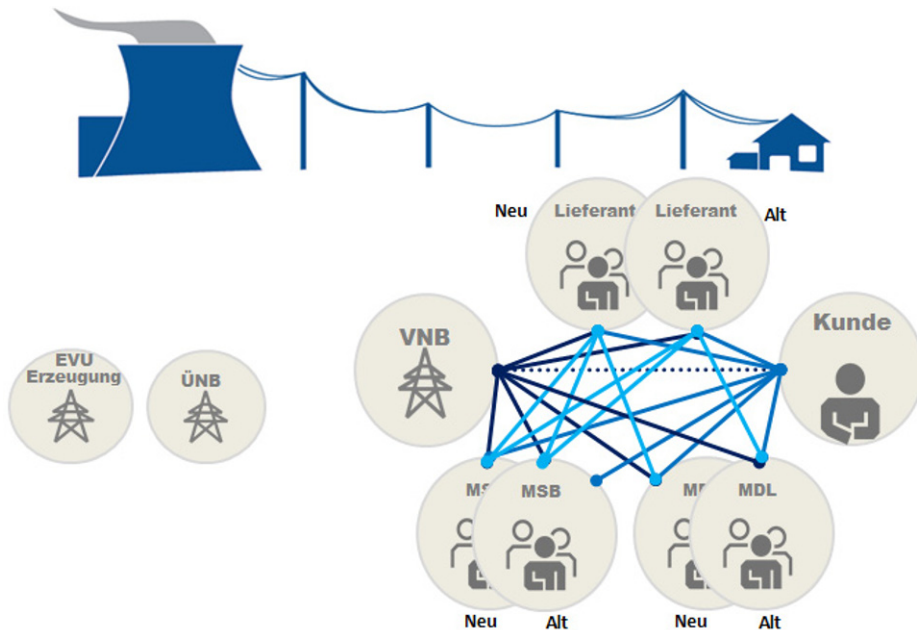 Neu
Lieferant
Lieferant
Alt
VNB
Kunde
EVU
Erzeugung
ÜNB
MSB
MDL
Neu
Alt
Neu
Alt